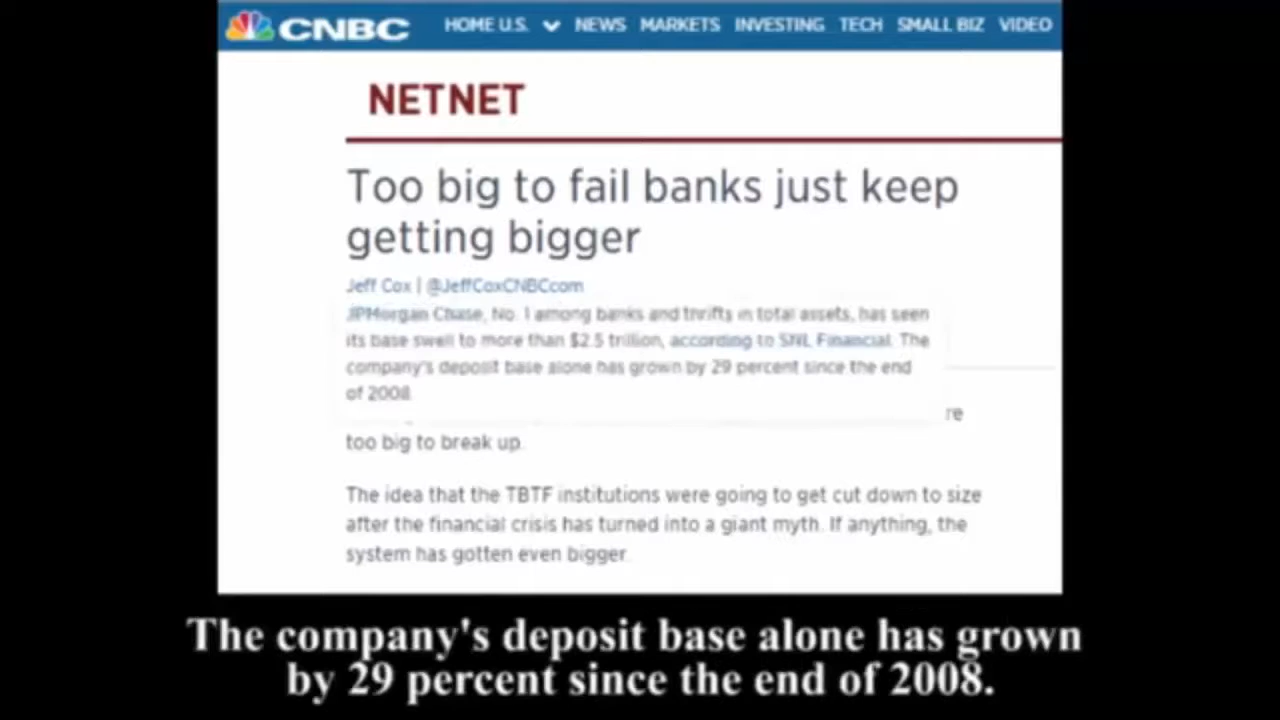 CNBC HOME U.S. NEWS MARKETS INVESTING TECH SMALL BIZ VIDEO
NETNET
Too big to fail banks just keep
getting bigger
Jeff Cox | @JeffCoxCNBCcom
JPMorgan Chase, No. 1 among banks and thrifts in total assets, has seen
its base swell to more than $2.5 trillion, according to SNL Financial. The
company's deposit base alone has grown by 29 percent since the end
of 2008.
re
too big to break up.
The idea that the TBTF institutions were going to get cut down to size
after the financial crisis has turned into a giant myth. If anything, the
system has gotten even bigger.
The company's deposit base alone has grown
by 29 percent since the end of 2008.